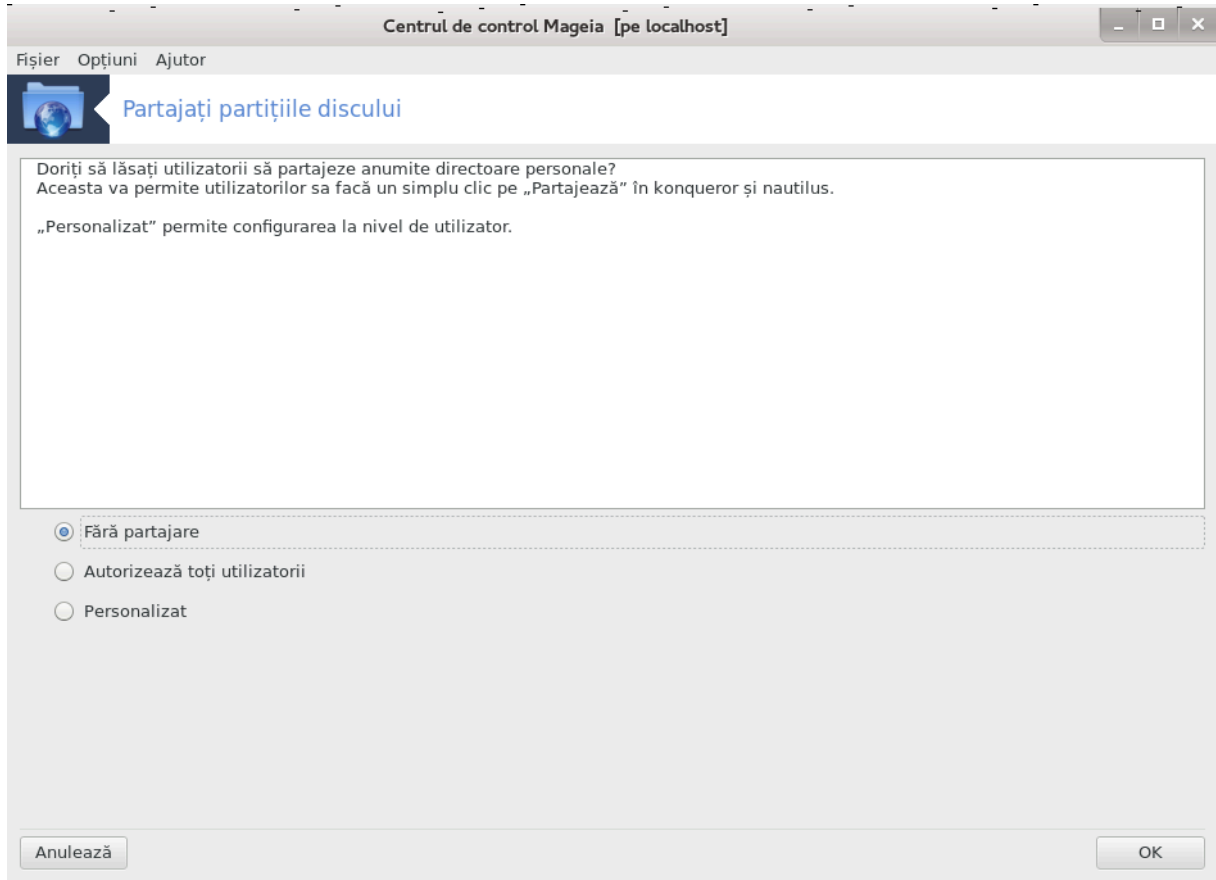 Centrul de control Mageia [pe localhost]
Fișier Opțiuni Ajutor
Partajați partițiile discului
Doriți să lăsați utilizatorii să partajeze anumite directoare personale?
Aceasta va permite utilizatorilor sa facă un simplu clic pe „Partajează” în konqueror și nautilus.
„Personalizat” permite configurarea la nivel de utilizator.
Fără partajare
Autorizează toți utilizatorii
Personalizat
Anulează
OK